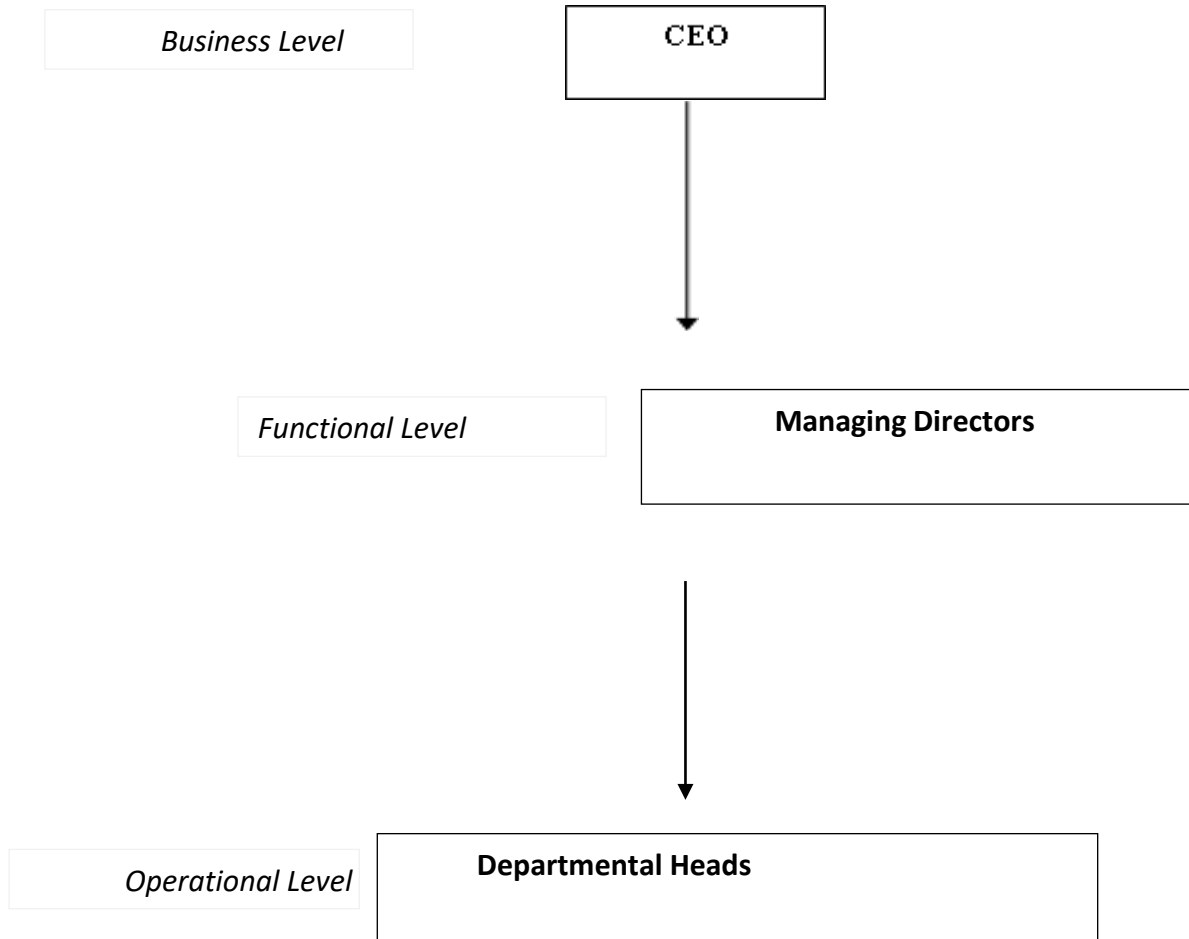 Business Level
CEO
Functional Level
Managing Directors
Operational Level
Departmental Heads